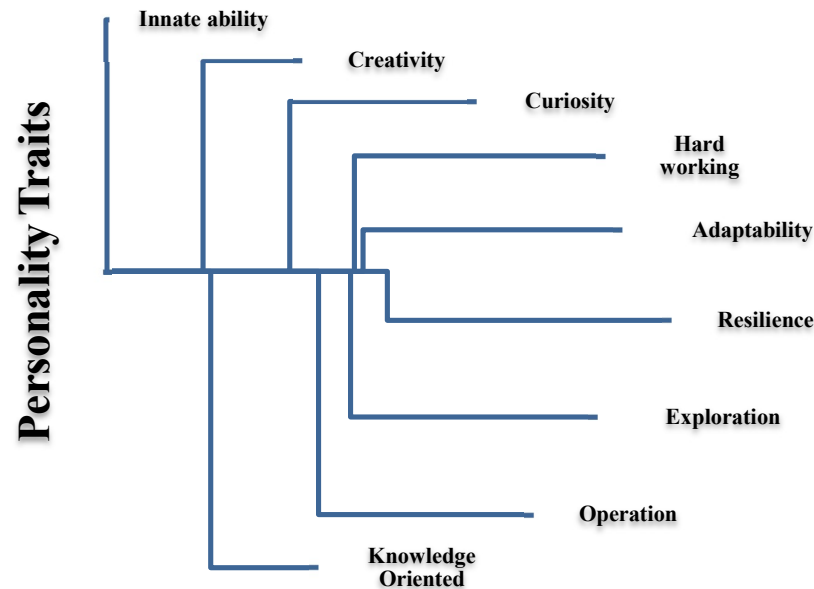 Personality Traits
Innate ability
Creativity
Curiosity
Hard
working
Adaptability
Resilience
Exploration
Operation
Knowledge
Oriented